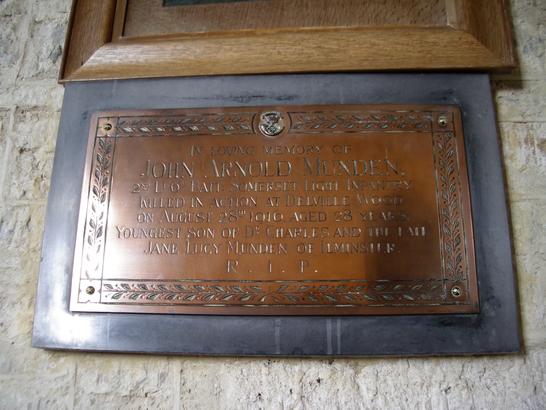 IN LOVING MEMORY OF
JOHN ARNOLD MUNDEN.
2ND LT 6TH BATT. SOMERSET LIGHT INFANTRY
KILLED IN ACTION AT DELVILLE WOOD
ON AUGUST 28TH 1916 AGED 28 YEARS.
YOUNGEST SON OF DR CHARLES AND THE LATE
JANE LUCY MUNDEN OF ILMINSTER.
R. I. P.